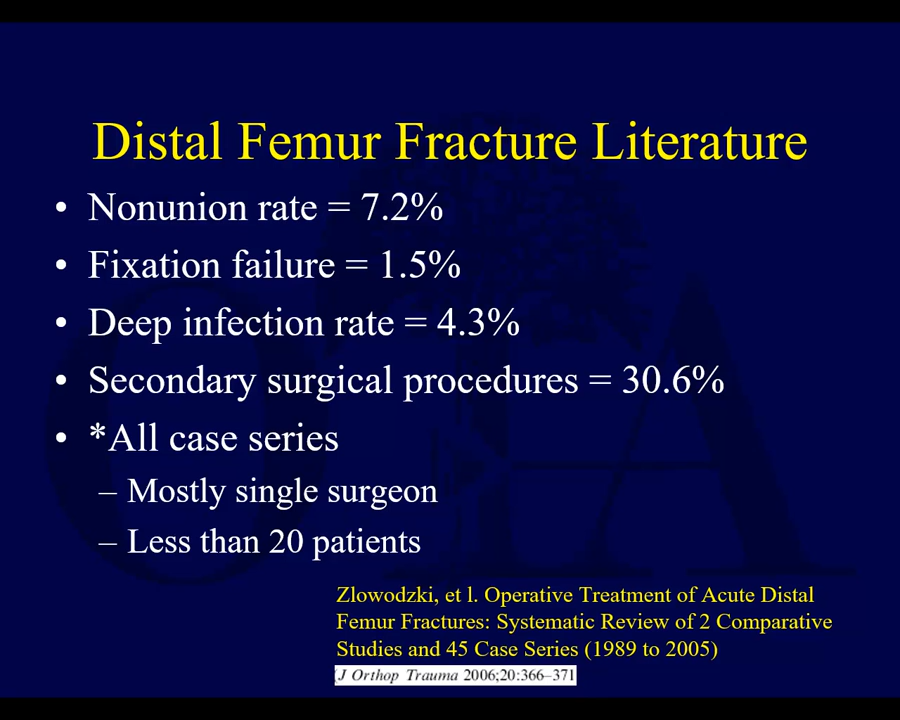 Distal Femur Fracture Literature
• Nonunion rate = 7.2%
• Fixation failure = 1.5%
• Deep infection rate = 4.3%
• Secondary surgical procedures = 30.6%
• *All case series
– Mostly single surgeon
– Less than 20 patients
Zlowodzki, et l. Operative Treatment of Acute Distal
Femur Fractures: Systematic Review of 2 Comparative
Studies and 45 Case Series (1989 to 2005)
(J Orthop Trauma 2006;20:366–371
OTA